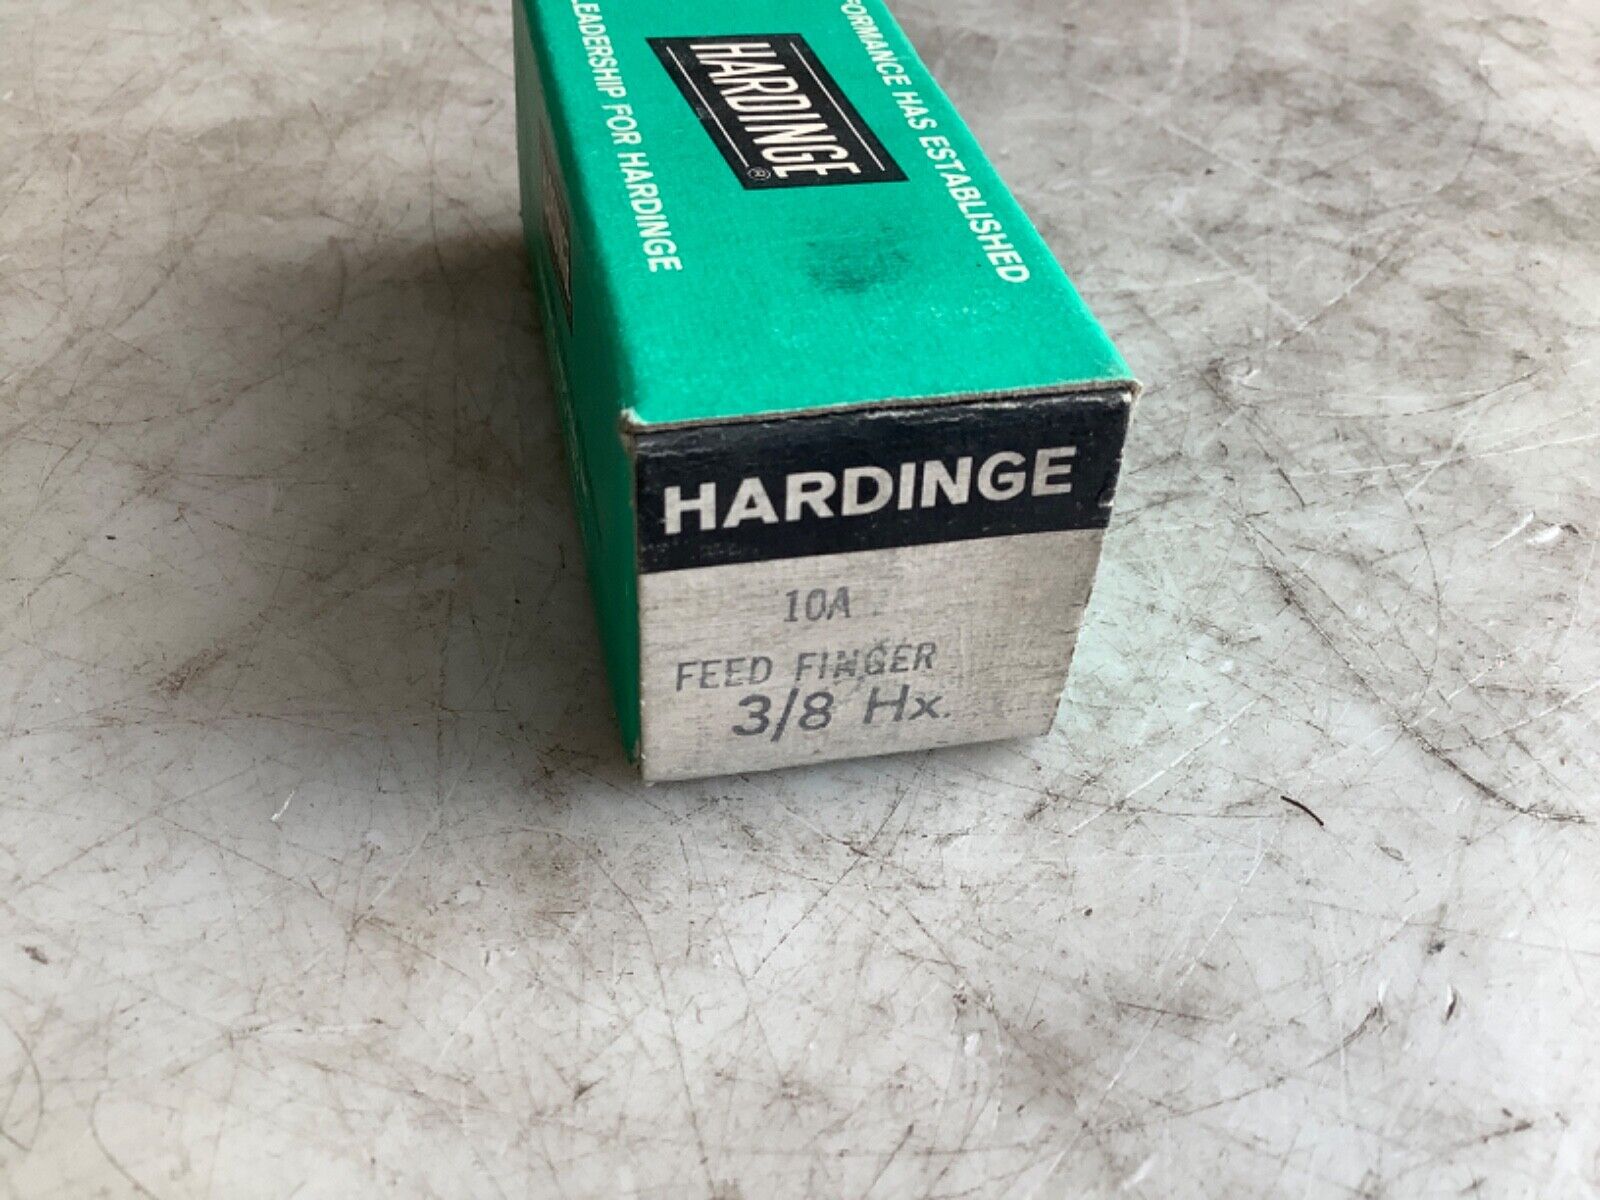 FORMANCE HAS ESTABLISHED
HARDINGE ®
LEADERSHIP FOR HARDINGE
HARDINGE
10A
FEED FINGER
3/8 Hx.